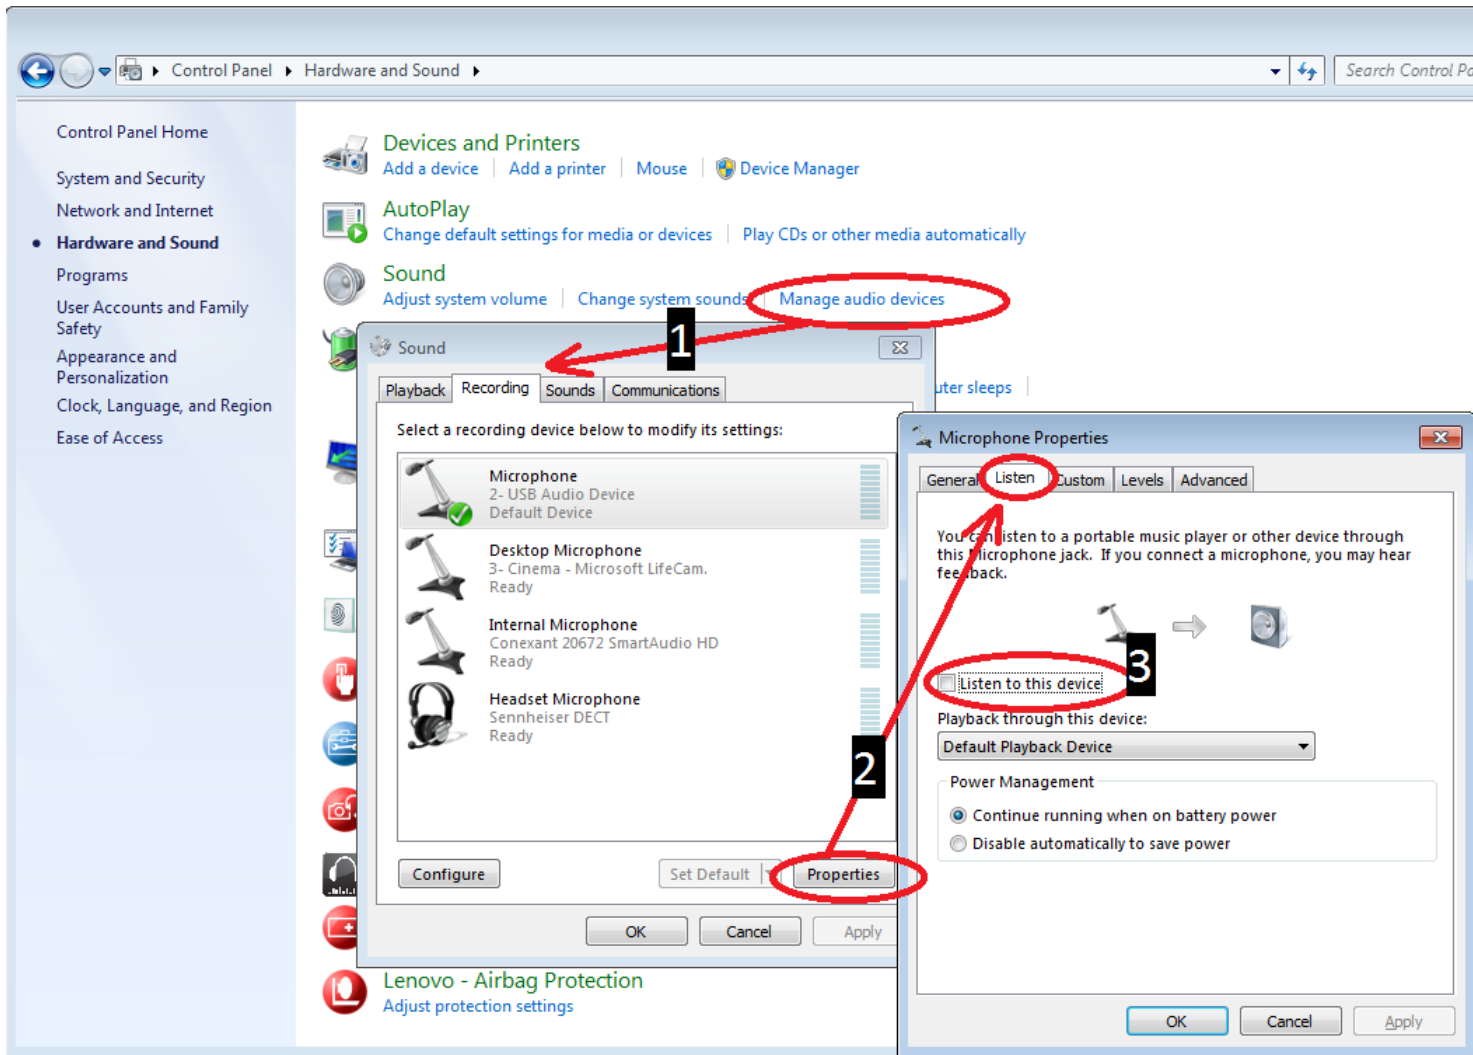 Control Panel
Hardware and Sound
Search Control
Control Panel Home
System and Security
Network and Internet
Hardware and Sound
Programs
User Accounts and Family
Safety
Appearance and
Personalization
Clock, Language, and Region
Ease of Access
Devices and Printers
Add a device
Add a printer
Mouse
Device Manager
AutoPlay
Change default settings for media or devices
Play CDs or other media automatically
Sound
Adjust system volume
Change system sounds
Manage audio devices
1
Sound
Playback
Recording
Sounds
Communications
Select a recording device below to modify its settings:
Microphone
2- USB Audio Device
Default Device
Desktop Microphone
3- Cinema - Microsoft LifeCam.
Ready
Internal Microphone
Conexant 20672 SmartAudio HD
Ready
Headset Microphone
Sennheiser DECT
Ready
2
Configure
Set Default
Properties
OK
Cancel
Apply
sleeps
Microphone Properties
General
Listen
Custom
Levels
Advanced
You can listen to a portable music player or other device through
this Microphone jack. If you connect a microphone, you may hear
feedback.
3
Listen to this device
Playback through this device:
Default Playback Device
Power Management
Continue running when on battery power
Disable automatically to save power
OK
Cancel
Apply
Lenovo - Airbag Protection
Adjust protection settings